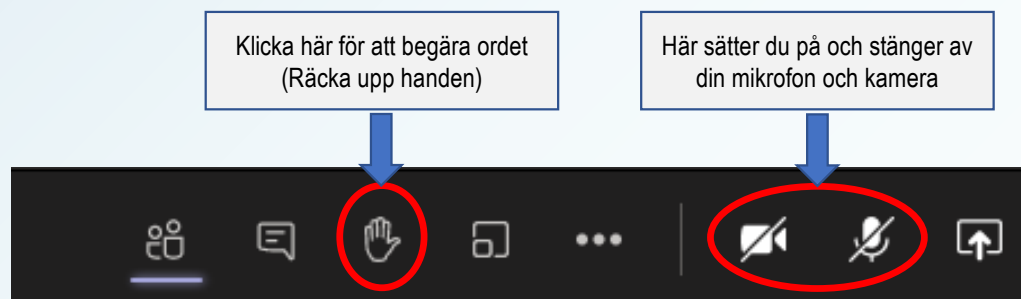 Klicka här för att begära ordet
(Räcka upp handen)
Här sätter du på och stänger av
din mikrofon och kamera